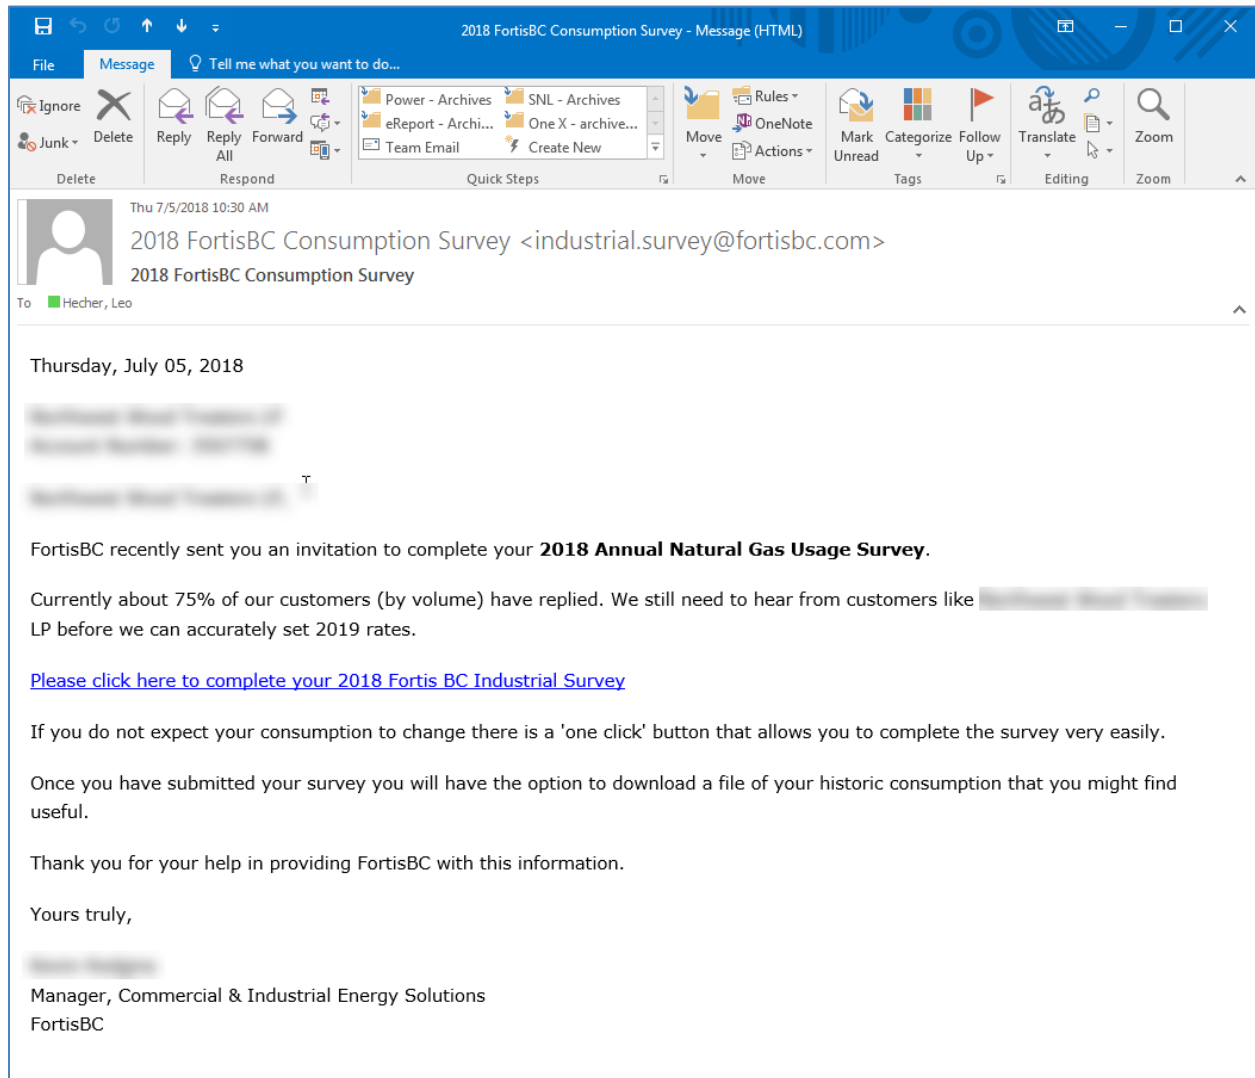 2018 FortisBC Consumption Survey - Message (HTML)
File Message Tell me what you want to do...
Ignore
Junk
Delete
Reply
Reply All
Forward
Power - Archives
SNL - Archives
eReport - Archi...
One X - archive...
Team Email
Create New
Move
Rules
OneNote
Actions
Mark Unread
Categorize
Follow Up
Translate
Zoom
Delete Respond Quick Steps Move Tags Editing Zoom
Thu 7/5/2018 10:30 AM
2018 FortisBC Consumption Survey <industrial.survey@fortisbc.com>
2018 FortisBC Consumption Survey
To Hecher, Leo
Thursday, July 05, 2018
FortisBC recently sent you an invitation to complete your 2018 Annual Natural Gas Usage Survey.
Currently about 75% of our customers (by volume) have replied. We still need to hear from customers like
LP before we can accurately set 2019 rates.
Please click here to complete your 2018 Fortis BC Industrial Survey
If you do not expect your consumption to change there is a 'one click' button that allows you to complete the survey very easily.
Once you have submitted your survey you will have the option to download a file of your historic consumption that you might find
useful.
Thank you for your help in providing FortisBC with this information.
Yours truly,
Manager, Commercial & Industrial Energy Solutions
FortisBC